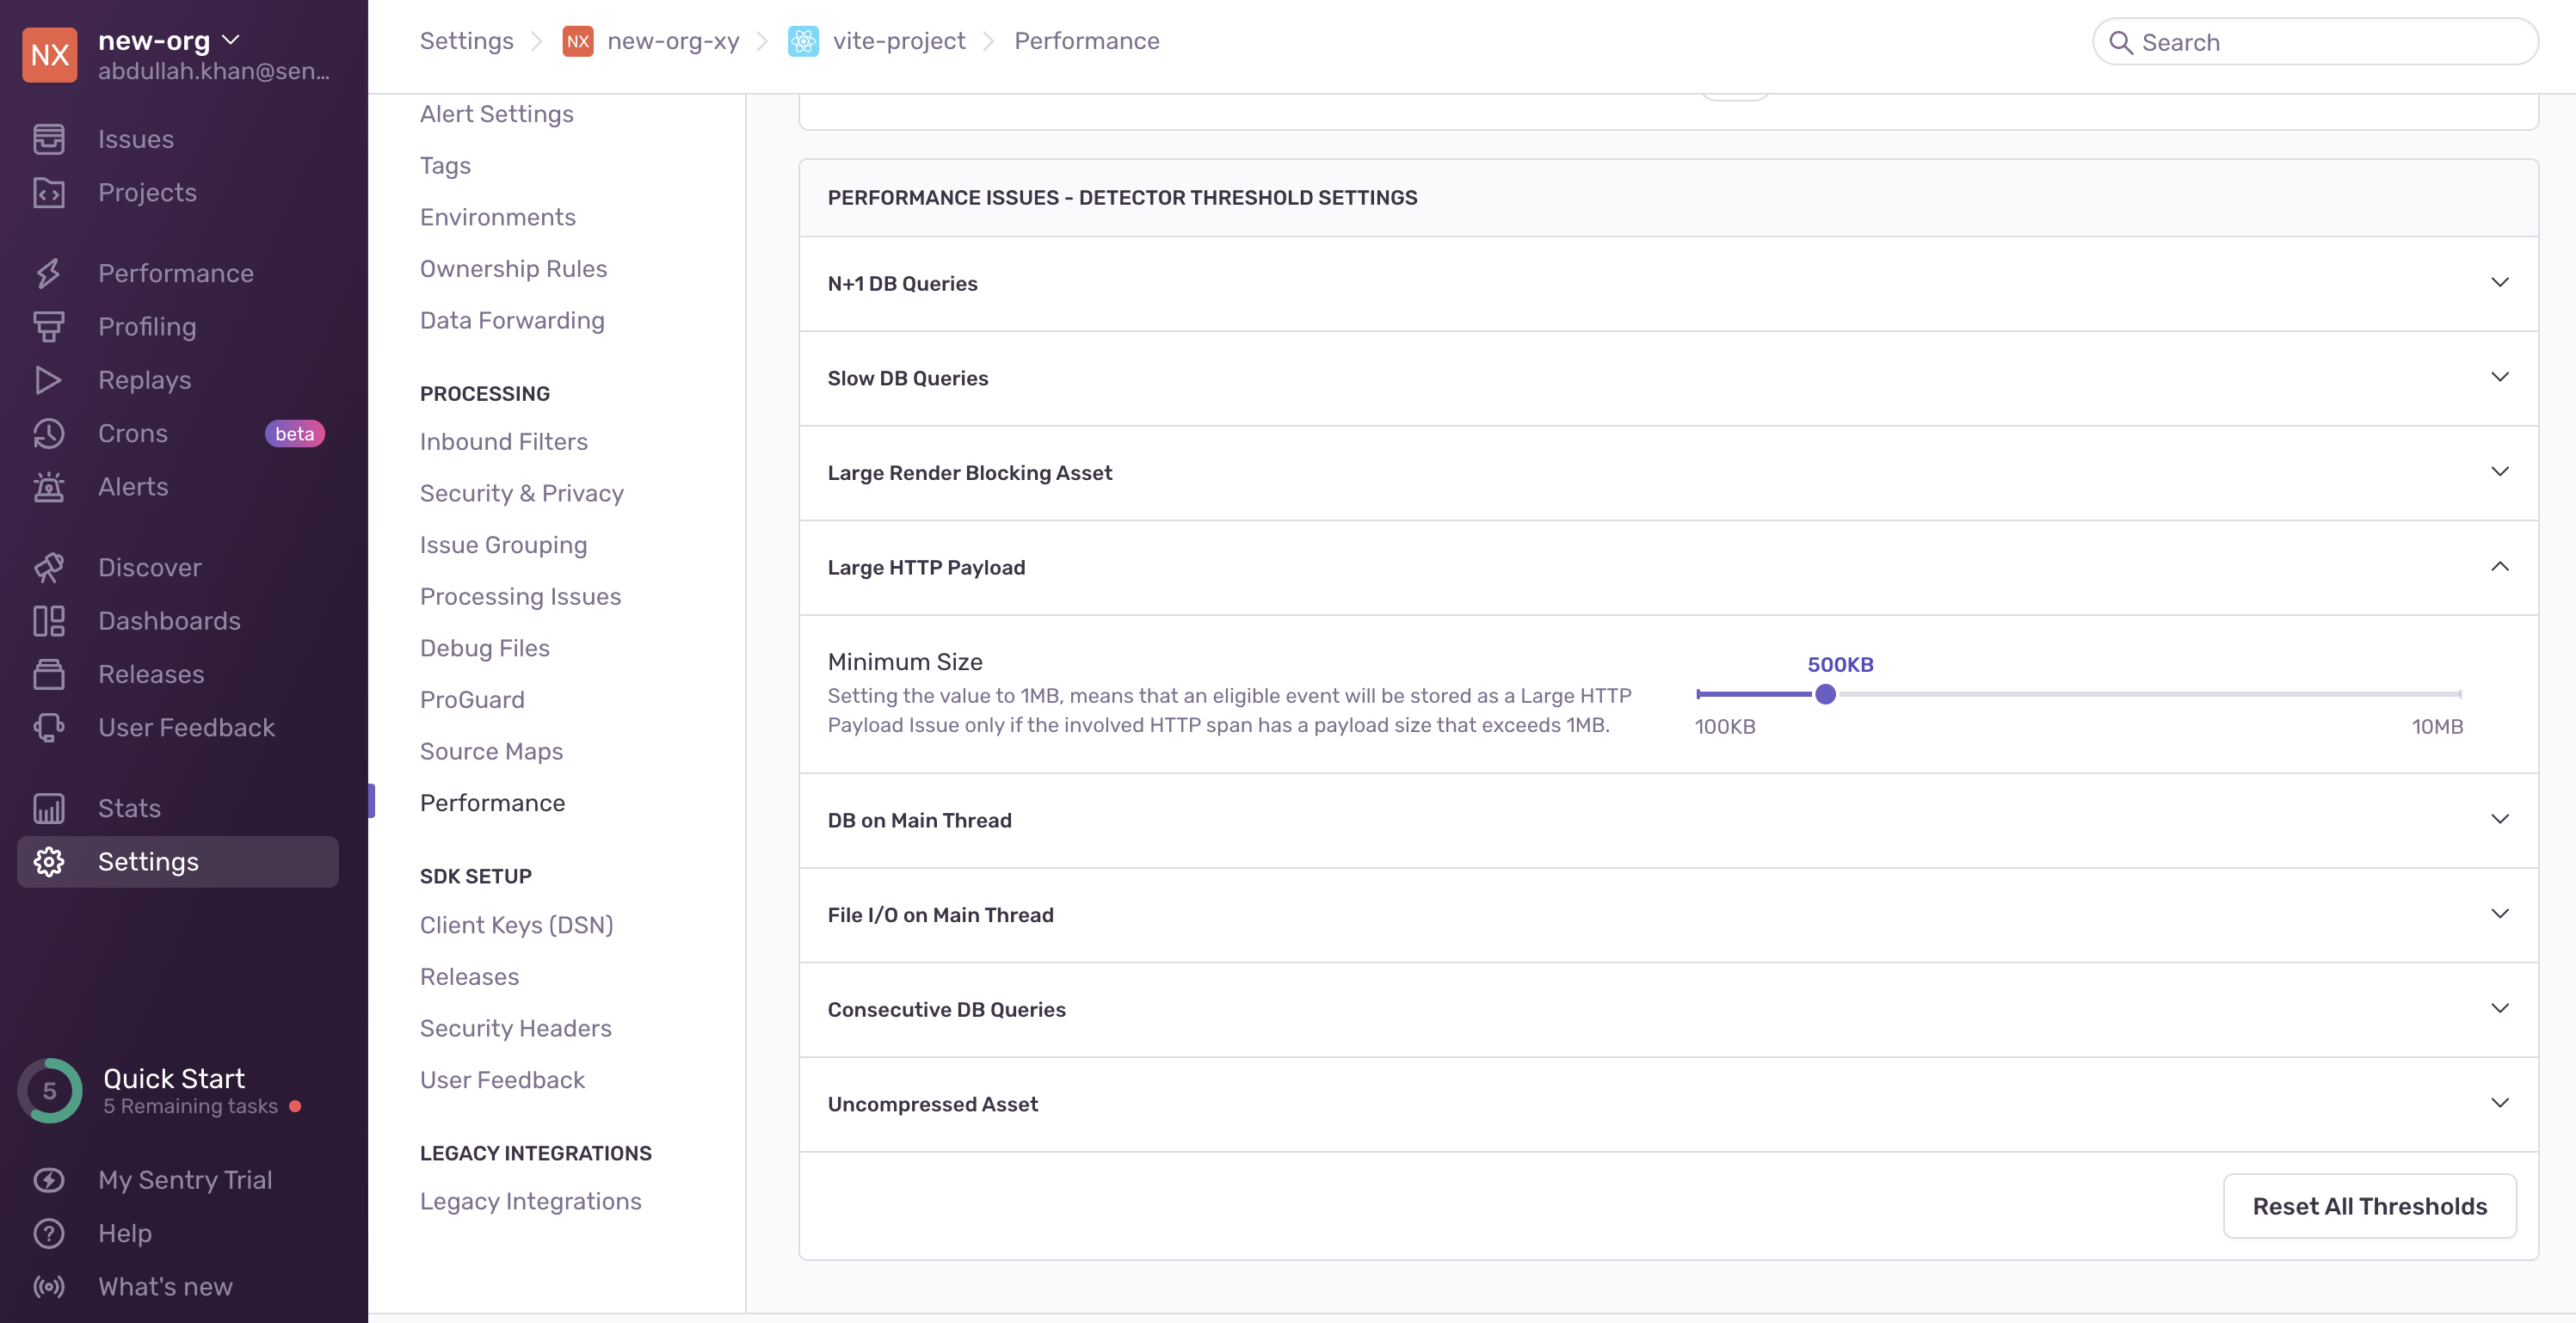 NX
new-org
abdullah.khan@sen...
Issues
Projects
Performance
Profiling
Replays
Crons
beta
Alerts
Discover
Dashboards
Releases
User Feedback
Stats
Settings
5
Quick Start
5 Remaining tasks
My Sentry Trial
Help
What's new
Settings
NX
new-org-xy
vite-project
Performance
Search
Alert Settings
Tags
Environments
Ownership Rules
Data Forwarding
PROCESSING
Inbound Filters
Security & Privacy
Issue Grouping
Processing Issues
Debug Files
ProGuard
Source Maps
Performance
SDK SETUP
Client Keys (DSN)
Releases
Security Headers
User Feedback
LEGACY INTEGRATIONS
Legacy Integrations
PERFORMANCE ISSUES - DETECTOR THRESHOLD SETTINGS
N+1 DB Queries
Slow DB Queries
Large Render Blocking Asset
Large HTTP Payload
Minimum Size
Setting the value to 1MB, means that an eligible event will be stored as a Large HTTP
Payload Issue only if the involved HTTP span has a payload size that exceeds 1MB.
500KB
100KB
10MB
DB on Main Thread
File I/O on Main Thread
Consecutive DB Queries
Uncompressed Asset
Reset All Thresholds